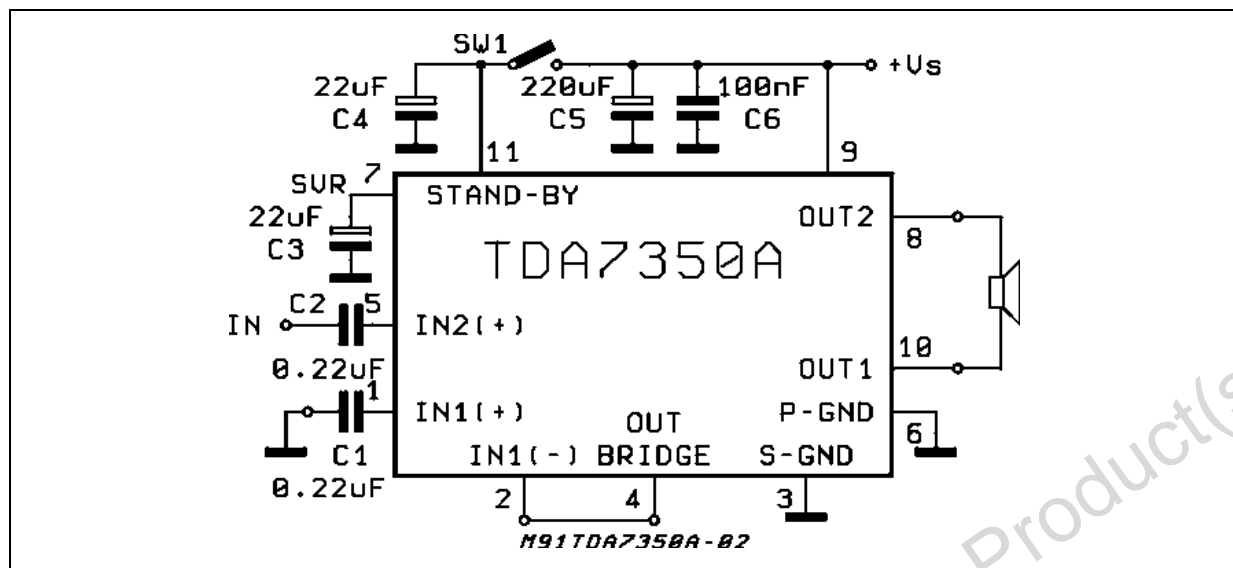 SW1
+Vs
22uF
C4
220uF
C5
100nF
C6
11
9
SVR
7
STAND-BY
22uF
C3
OUT2
8
TDA7350A
C2
5
IN
IN2(+)
0.22uF
10
OUT1
1
IN1(+)
P-GND
6
C1
0.22uF
OUT
IN1(-)
BRIDGE
S-GND
2
4
3
M91TDA7350A-02
Product(s